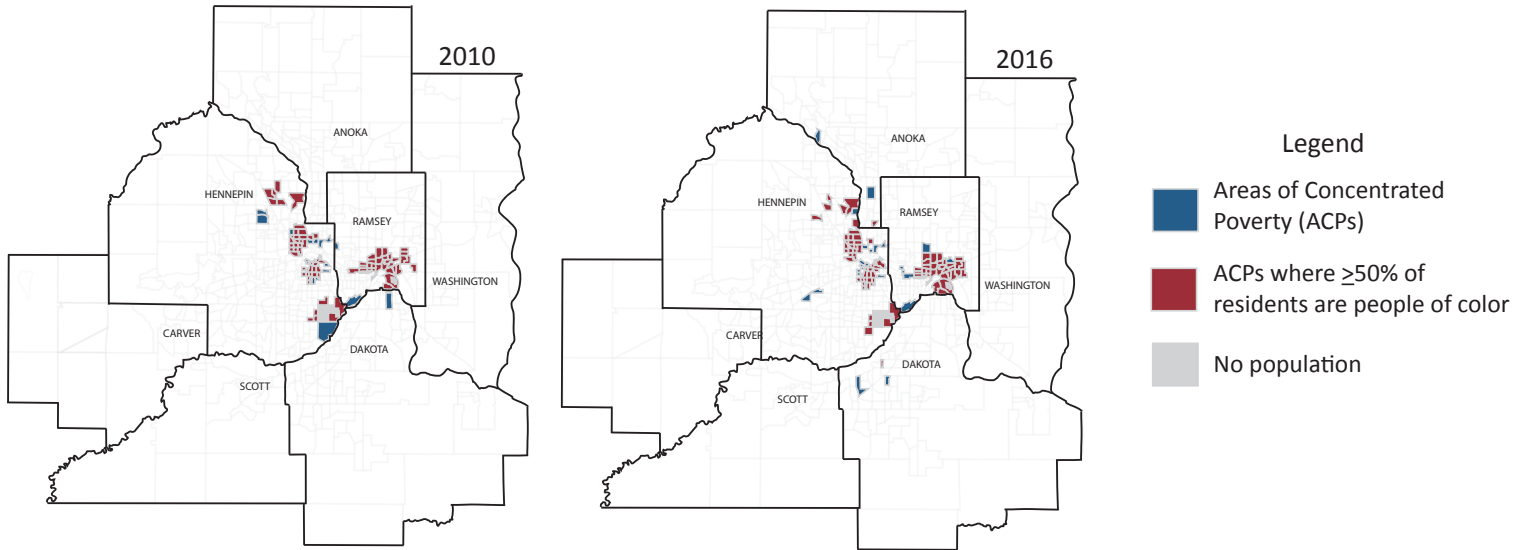 2010
ANOKA
HENNEPIN
RAMSEY
WASHINGTON
CARVER
DAKOTA
SCOTT
2016
ANOKA
HENNEPIN
RAMSEY
WASHINGTON
CARVER
DAKOTA
SCOTT
Legend
Areas of Concentrated
Poverty (ACPs)
ACPs where ≥50% of
residents are people of color
No population